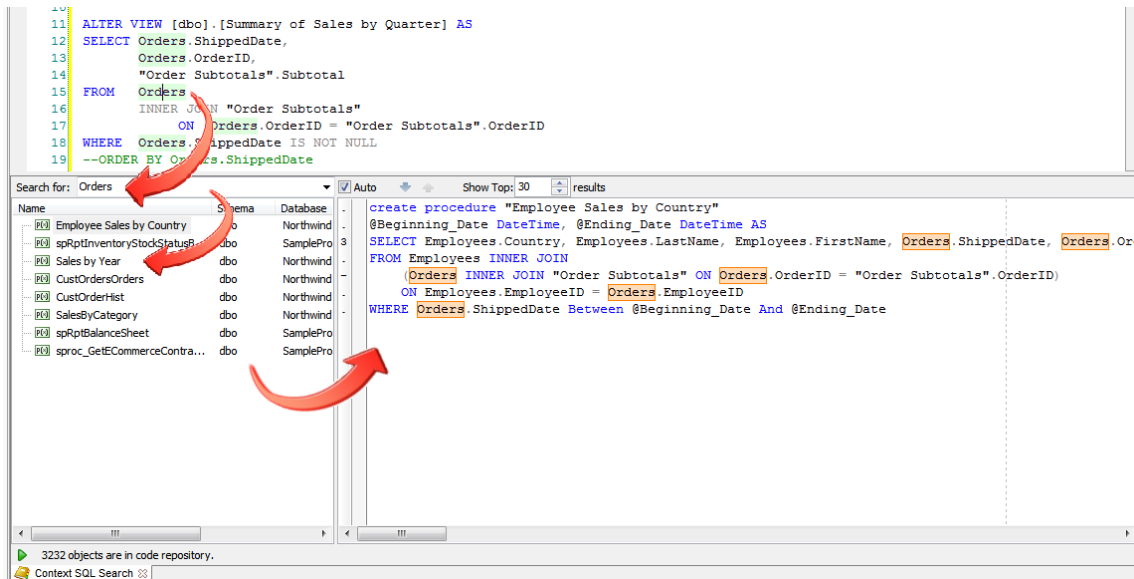 10
11 ALTER VIEW [dbo].[Summary of Sales by Quarter] AS
12 SELECT Orders.ShippedDate,
13 Orders.OrderID,
14 "Order Subtotals".Subtotal
15 FROM Orders
16 INNER JOIN "Order Subtotals"
17 ON Orders.OrderID = "Order Subtotals".OrderID
18 WHERE Orders.ShippedDate IS NOT NULL
19 --ORDER BY Orders.ShippedDate
Search for: Orders Auto Show Top: 30 results
Name Schema Database
Employee Sales by Country dbo Northwind
spRptInventoryStockStatusB... dbo SamplePro
Sales by Year dbo Northwind
CustOrdersOrders dbo Northwind
CustOrderHist dbo Northwind
SalesByCategory dbo Northwind
spRptBalanceSheet dbo SamplePro
sproc_GetECommerceContra... dbo SamplePro
create procedure "Employee Sales by Country"
@Beginning_Date DateTime, @Ending_Date DateTime AS
3 SELECT Employees.Country, Employees.LastName, Employees.FirstName, Orders.ShippedDate, Orders.Or
FROM Employees INNER JOIN
(Orders INNER JOIN "Order Subtotals" ON Orders.OrderID = "Order Subtotals".OrderID)
ON Employees.EmployeeID = Orders.EmployeeID
WHERE Orders.ShippedDate Between @Beginning_Date And @Ending_Date
3232 objects are in code repository.
Context SQL Search